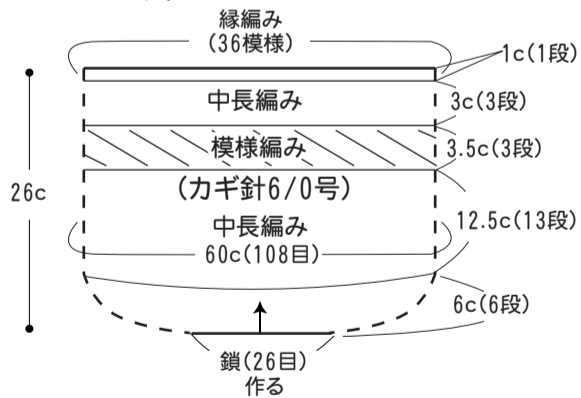 縁編み
(36模様)
1c(1段)
中長編み
3c(3段)
模様編み
3.5c(3段)
(カギ針6/0号)
26c
中長編み
12.5c(13段)
60c(108目)
6c(6段)
鎖(26目)
作る